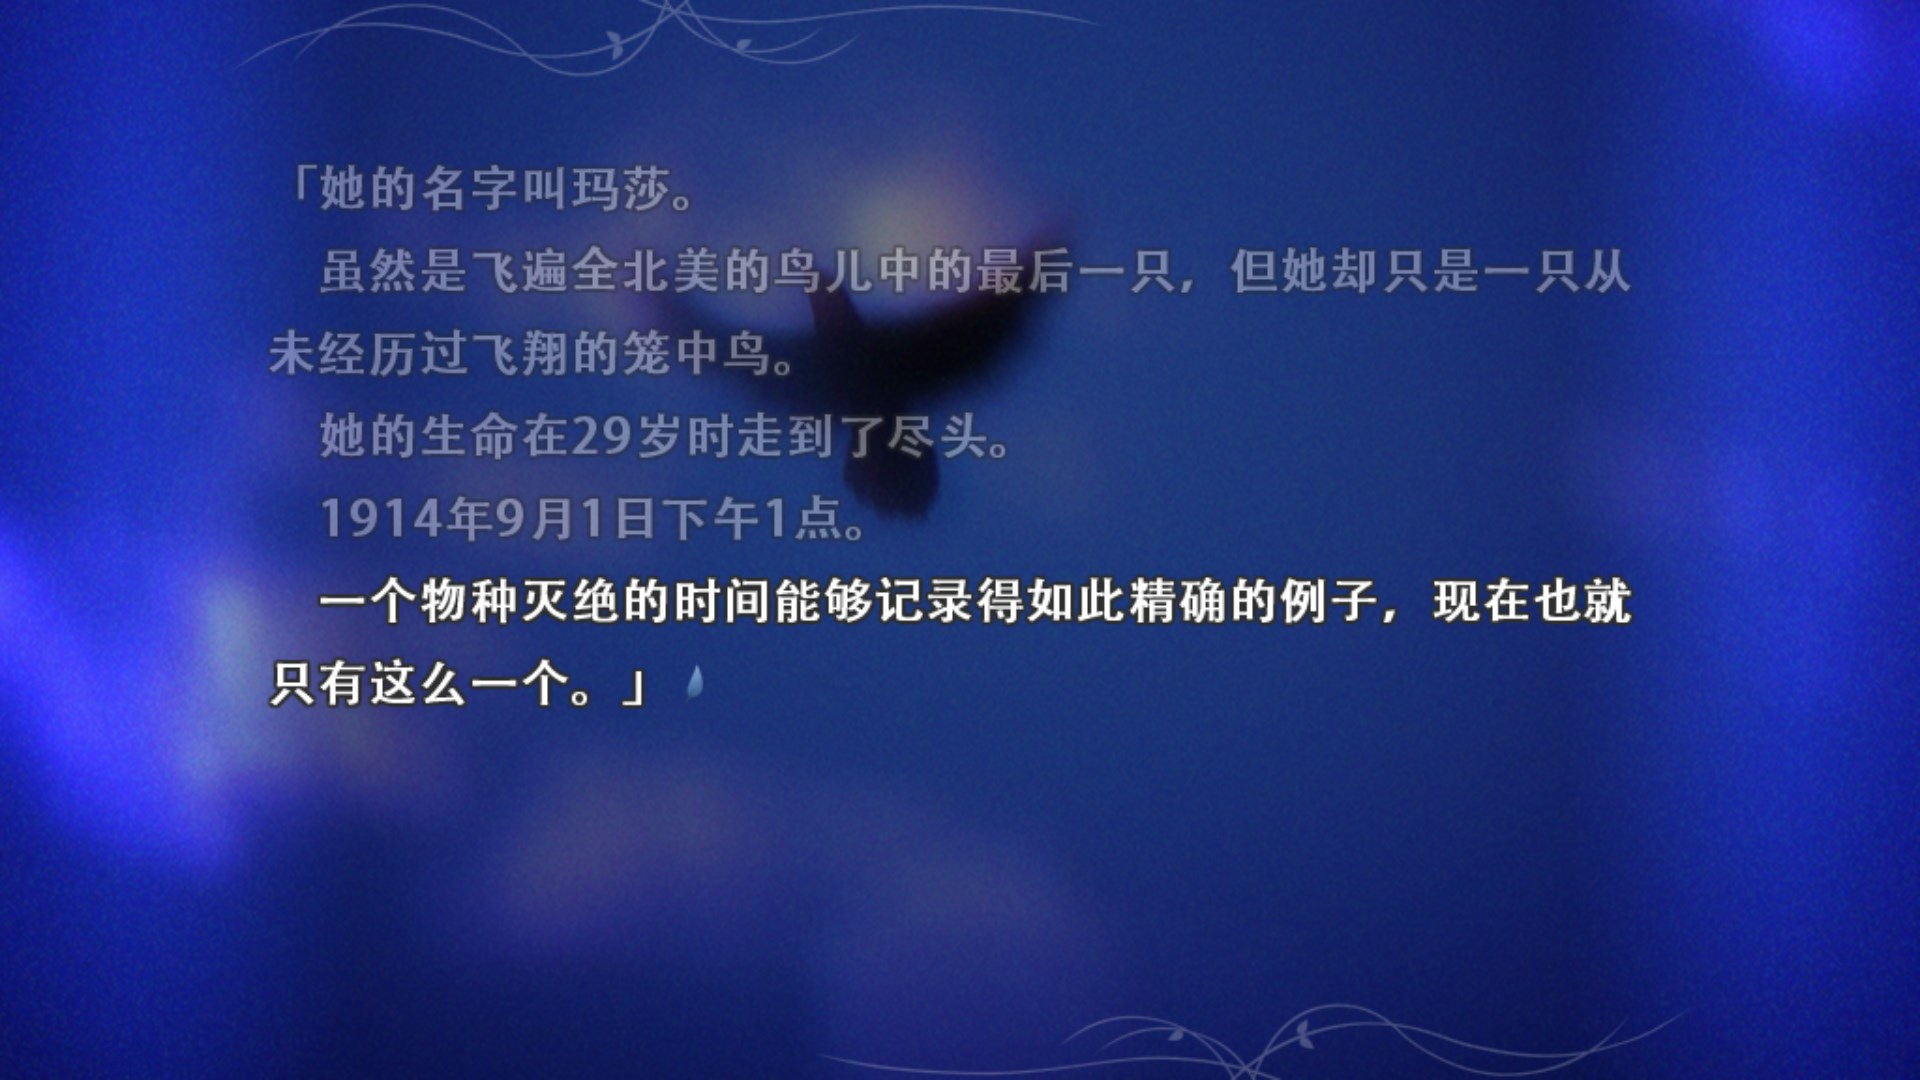 「她的名字叫玛莎。
虽然是飞遍全北美的鸟儿中的最后一只，但她却只是一只从
未经历过飞翔的笼中鸟。
她的生命在29岁时走到了尽头。
1914年9月1日下午1点。
一个物种灭绝的时间能够记录得如此精确的例子，现在也就
只有这么一个。」